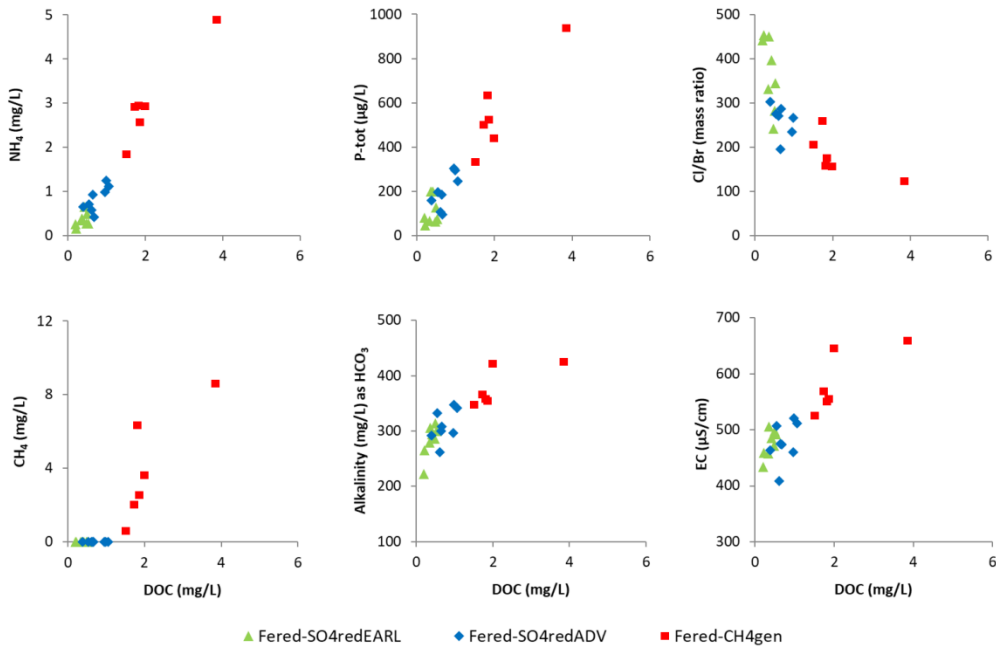 5
4
3
2
1
0
NH₄ (mg/L)
0 2 4 6
1000
800
600
400
200
0
P-tot (µg/L)
0 2 4 6
500
400
300
200
100
0
Cl/Br (mass ratio)
0 2 4 6
12
8
4
0
CH₄ (mg/L)
0 2 4 6
DOC (mg/L)
500
400
300
200
100
Alkalinity (mg/L) as HCO₃
0 2 4 6
DOC (mg/L)
700
600
500
400
300
EC (µS/cm)
0 2 4 6
DOC (mg/L)
Fered-SO4redEARL Fered-SO4redADV Fered-CH4gen